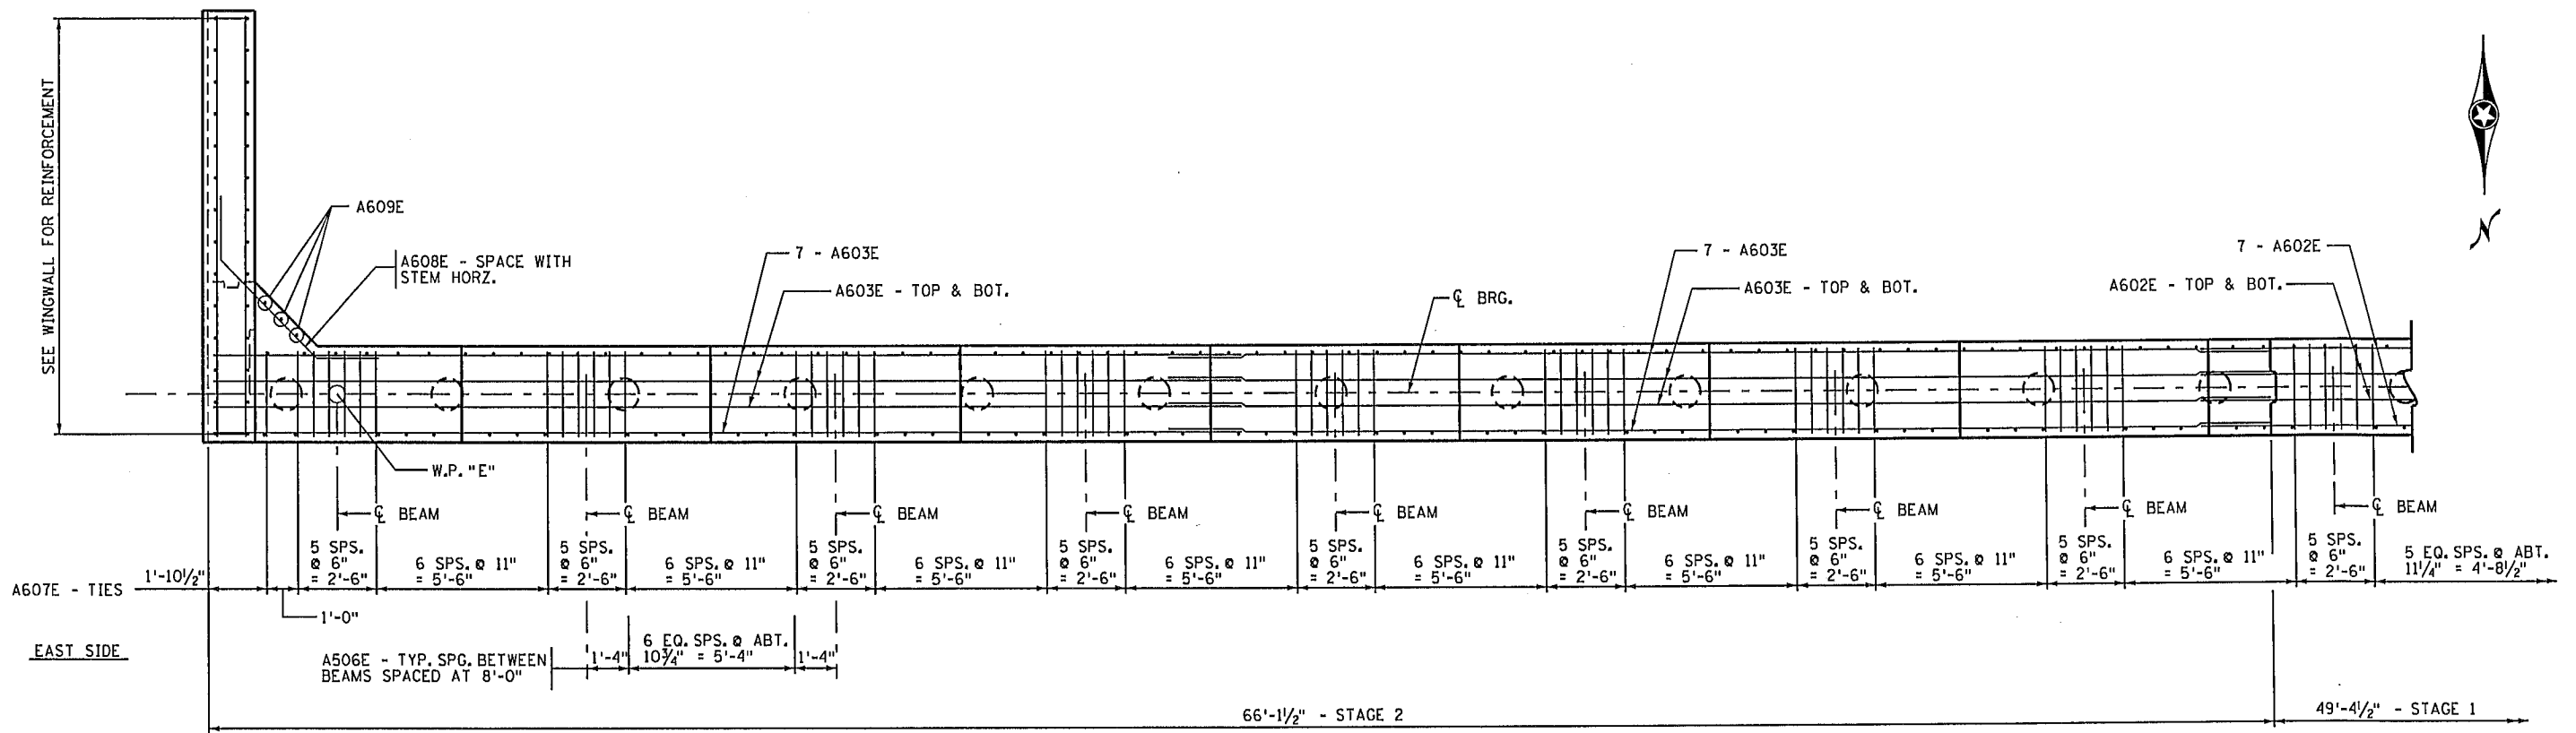 SEE WINGWALL FOR REINFORCEMENT
A609E
A608E - SPACE WITH
STEM HORZ.
7 - A603E
A603E - TOP & BOT.
℄ BRG.
7 - A603E
A603E - TOP & BOT.
7 - A602E
A602E - TOP & BOT.
N
W.P. "E"
℄ BEAM
℄ BEAM
℄ BEAM
℄ BEAM
℄ BEAM
℄ BEAM
℄ BEAM
℄ BEAM
℄ BEAM
A607E - TIES
1'-10½"
1'-0"
5 SPS.
@ 6"
= 2'-6"
6 SPS. @ 11"
= 5'-6"
5 SPS.
@ 6"
= 2'-6"
6 SPS. @ 11"
= 5'-6"
5 SPS.
@ 6"
= 2'-6"
6 SPS. @ 11"
= 5'-6"
5 SPS.
@ 6"
= 2'-6"
6 SPS. @ 11"
= 5'-6"
5 SPS.
@ 6"
= 2'-6"
6 SPS. @ 11"
= 5'-6"
5 SPS.
@ 6"
= 2'-6"
6 SPS. @ 11"
= 5'-6"
5 SPS.
@ 6"
= 2'-6"
6 SPS. @ 11"
= 5'-6"
5 SPS.
@ 6"
= 2'-6"
6 SPS. @ 11"
= 5'-6"
5 SPS.
@ 6"
= 2'-6"
5 EQ. SPS. @ ABT.
11¼" = 4'-8½"
EAST SIDE
A506E - TYP. SPG. BETWEEN
BEAMS SPACED AT 8'-0"
1'-4"
6 EQ. SPS. @ ABT.
10¾" = 5'-4"
1'-4"
66'-1½" - STAGE 2
49'-4½" - STAGE 1